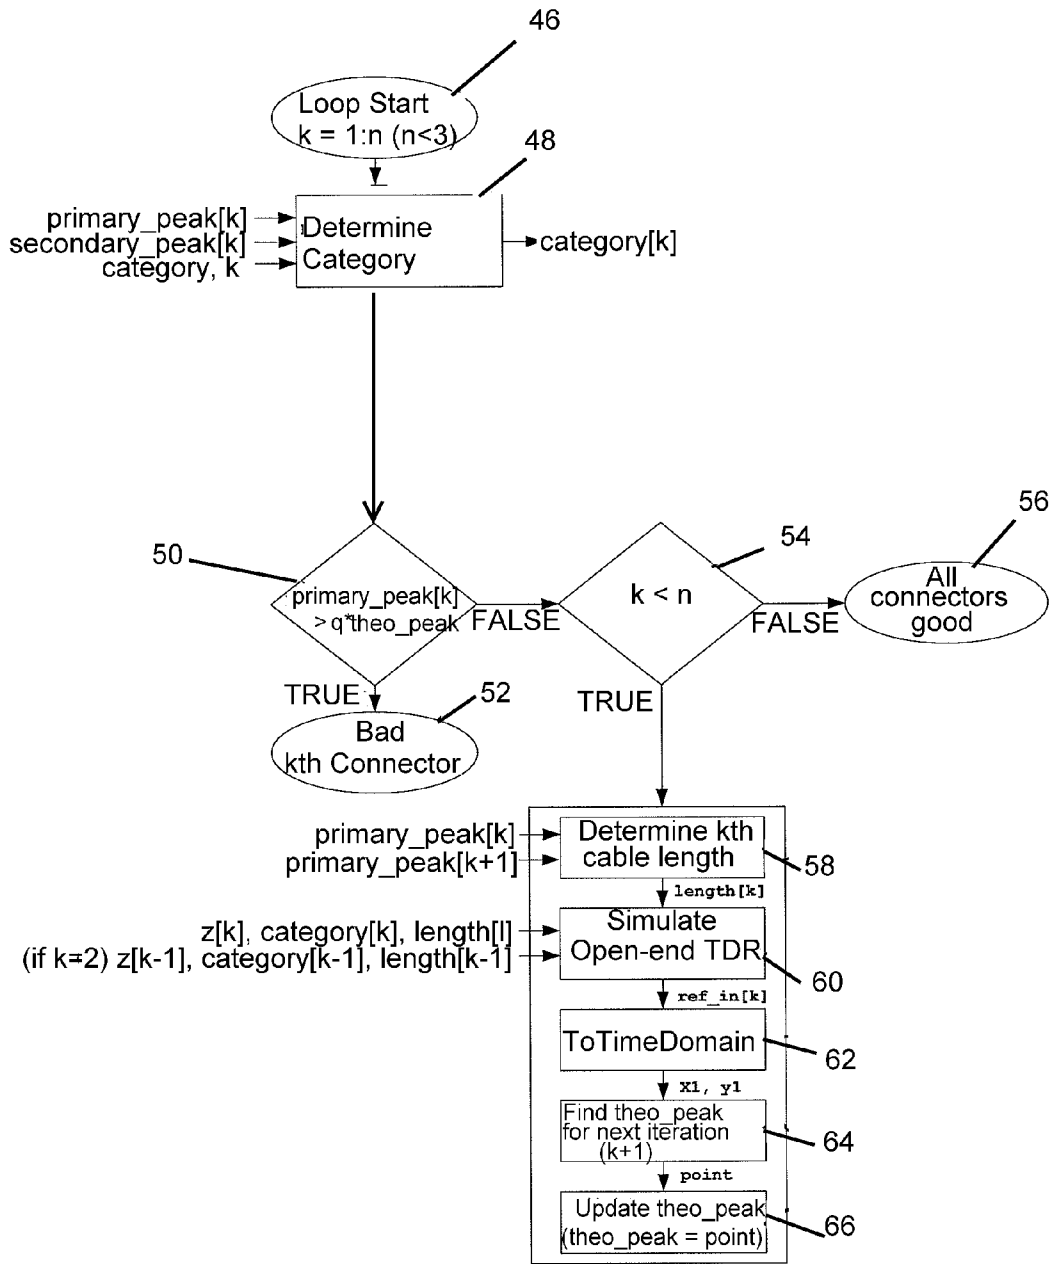 46
Loop Start
k = 1:n (n<3)
48
primary_peak[k]
secondary_peak[k]
category, k
Determine
Category
category[k]
50
primary_peak[k]
> q*theo_peak
FALSE
TRUE
52
Bad
kth Connector
54
k < n
FALSE
TRUE
56
All
connectors
good
primary_peak[k]
primary_peak[k+1]
Determine kth
cable length
58
length[k]
z[k], category[k], length[l]
(if k=2) z[k-1], category[k-1], length[k-1]
Simulate
Open-end TDR
60
ref_in[k]
ToTimeDomain
62
X1, y1
Find theo_peak
for next iteration
(k+1)
64
point
Update theo_peak
(theo_peak = point)
66